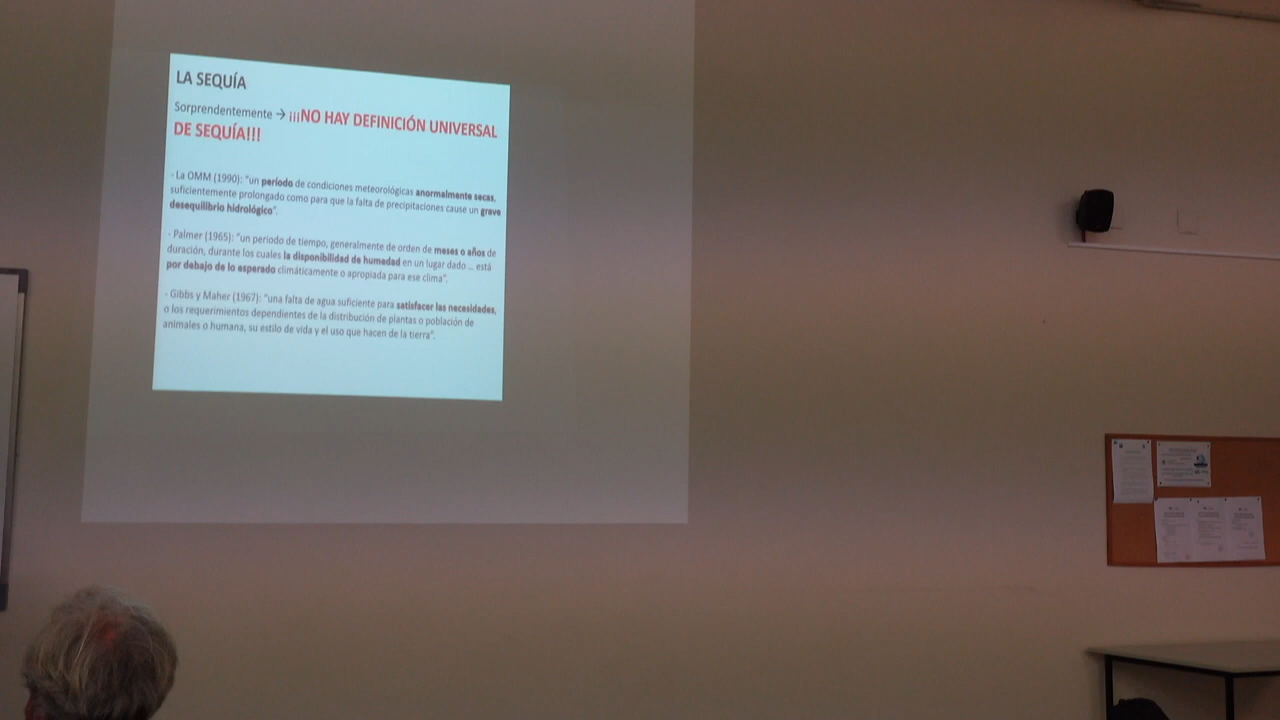 LA SEQUÍA
Sorprendentemente → ¡¡¡NO HAY DEFINICIÓN UNIVERSAL
DE SEQUÍA!!!
- La OMM (1990): "un período de condiciones meteorológicas anormalmente secas,
suficientemente prolongado como para que la falta de precipitaciones cause un grave
desequilibrio hidrológico".
- Palmer (1965): "un periodo de tiempo, generalmente de orden de meses o años de
duración, durante los cuales la disponibilidad de humedad en un lugar dado ... está
por debajo de lo esperado climáticamente o apropiada para ese clima".
- Gibbs y Maher (1967): "una falta de agua suficiente para satisfacer las necesidades,
o los requerimientos dependientes de la distribución de plantas o población de
animales o humana, su estilo de vida y el uso que hacen de la tierra".